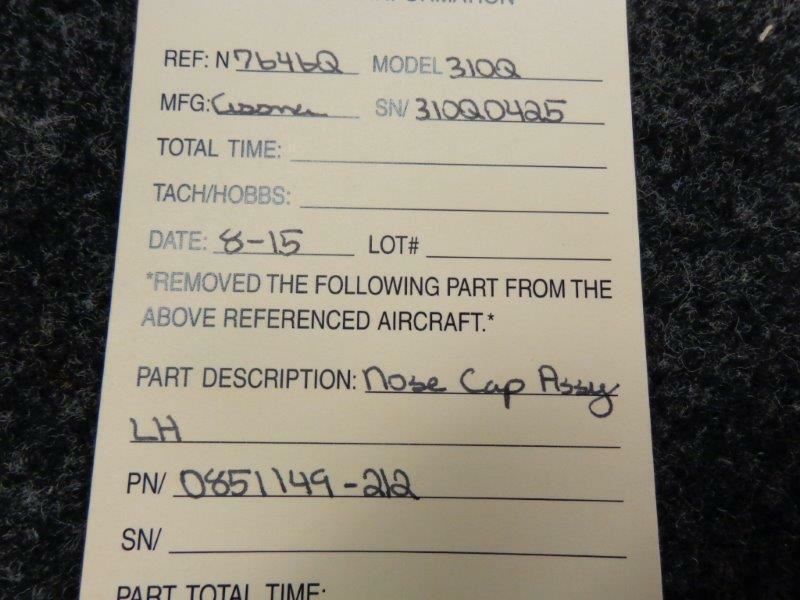 INFORMATION
REF: N7646Q MODEL 310Q
MFG: Cessna SN/ 310Q0425
TOTAL TIME:
TACH/HOBBS:
DATE: 8-15 LOT#
*REMOVED THE FOLLOWING PART FROM THE
ABOVE REFERENCED AIRCRAFT.*
PART DESCRIPTION: Nose Cap Assy
LH
PN/ 0851149-212
SN/
PART TOTAL TIME: